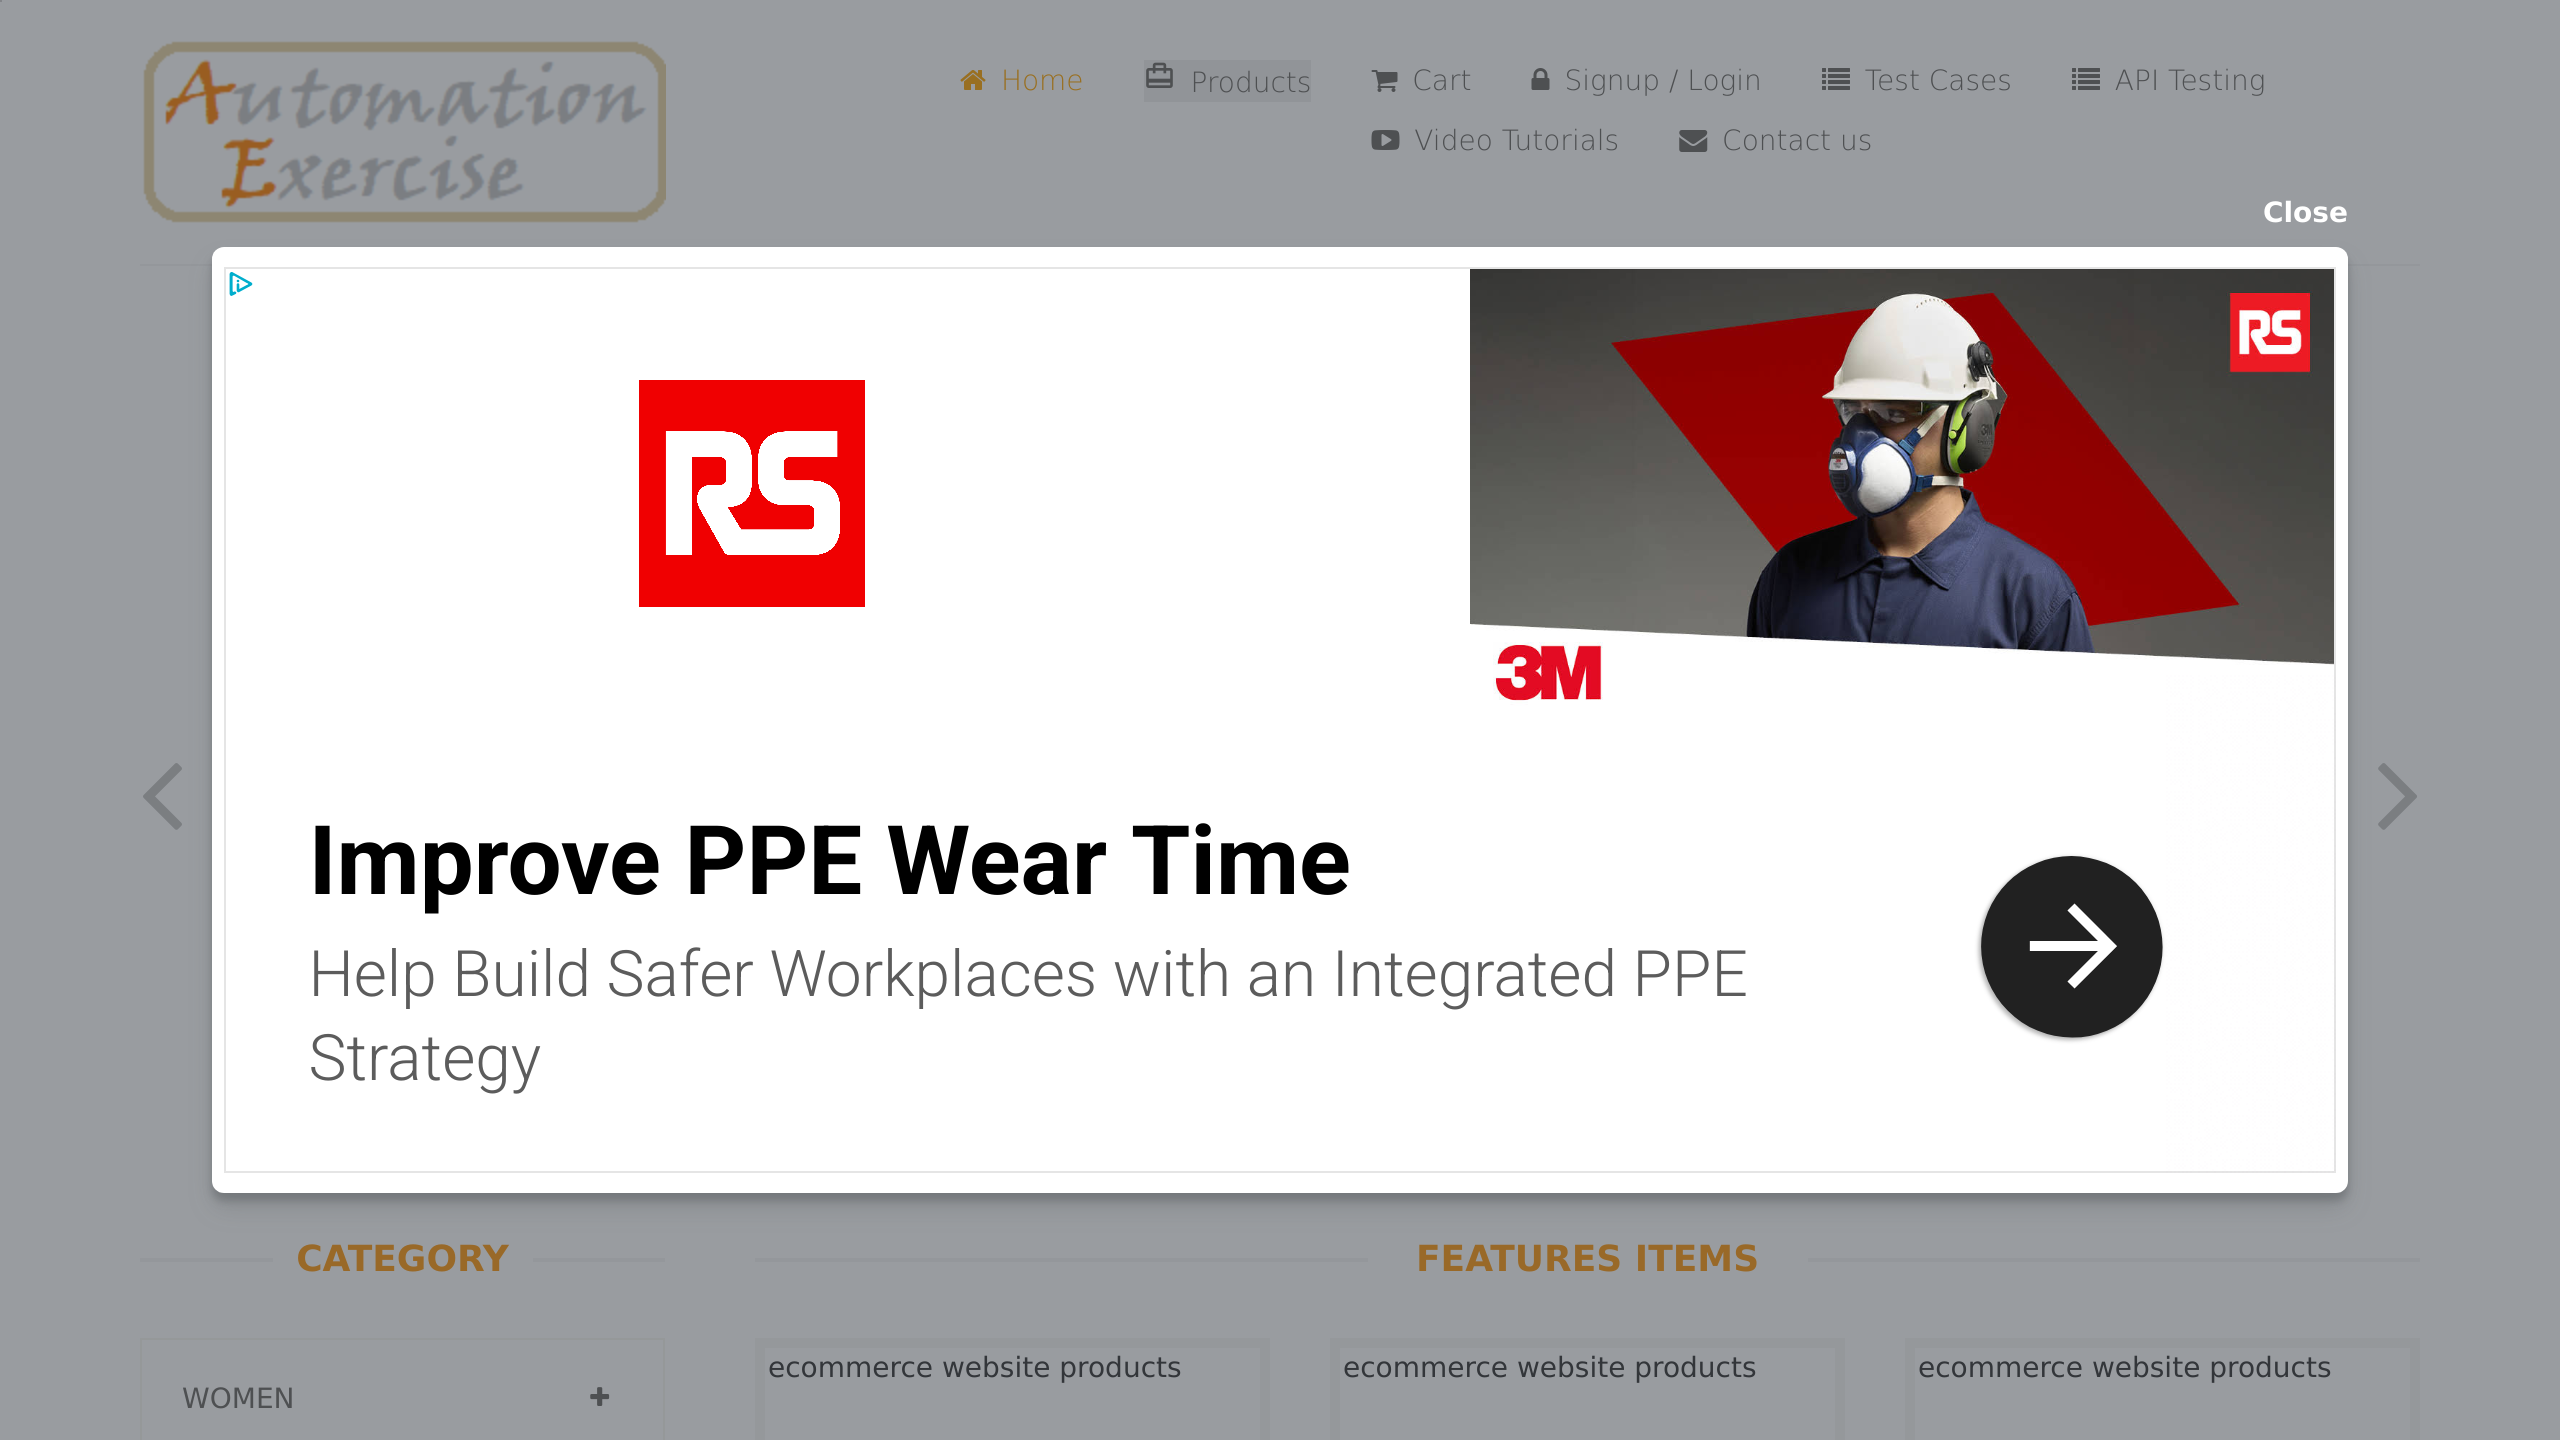 Automation
Exercise
Home
Products
Cart
Signup / Login
Test Cases
API Testing
Video Tutorials
Contact us
Close
RS
RS
3M
Improve PPE Wear Time
Help Build Safer Workplaces with an Integrated PPE
Strategy
CATEGORY
FEATURES ITEMS
WOMEN
ecommerce website products
ecommerce website products
ecommerce website products